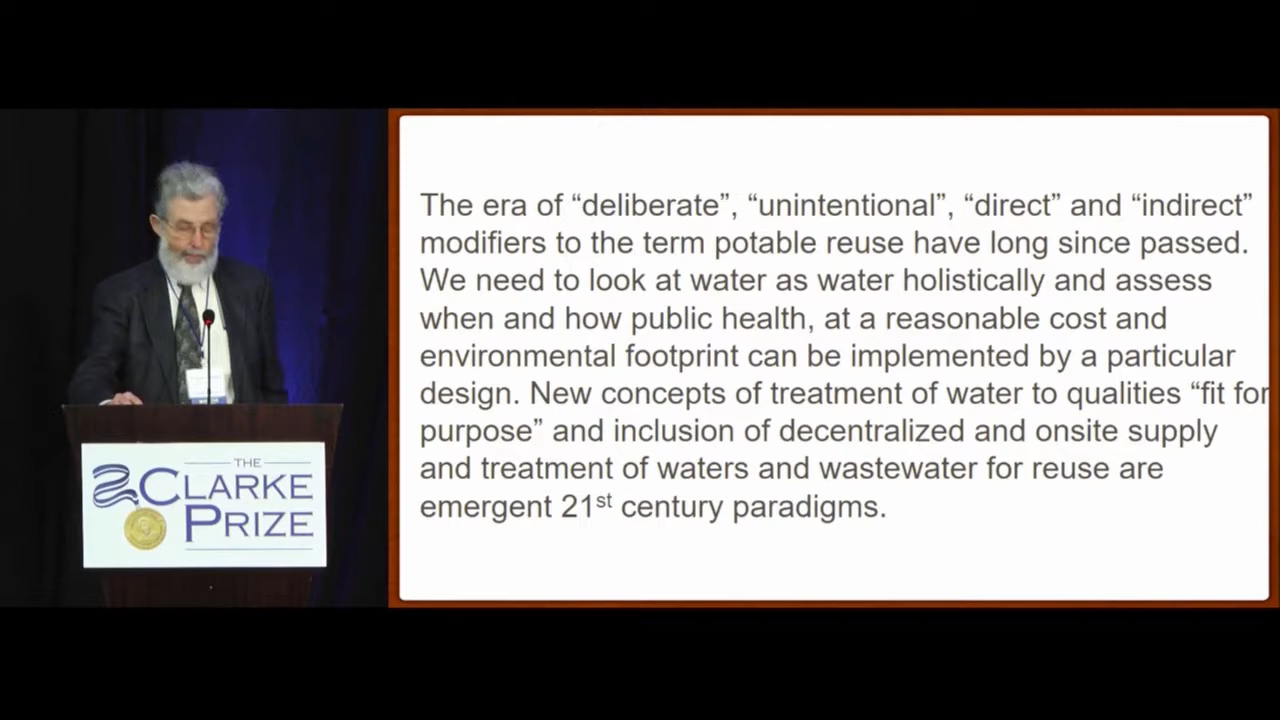 THE
CLARKE
PRIZE
The era of “deliberate”, “unintentional”, “direct” and “indirect”
modifiers to the term potable reuse have long since passed.
We need to look at water as water holistically and assess
when and how public health, at a reasonable cost and
environmental footprint can be implemented by a particular
design. New concepts of treatment of water to qualities “fit for
purpose” and inclusion of decentralized and onsite supply
and treatment of waters and wastewater for reuse are
emergent 21st century paradigms.